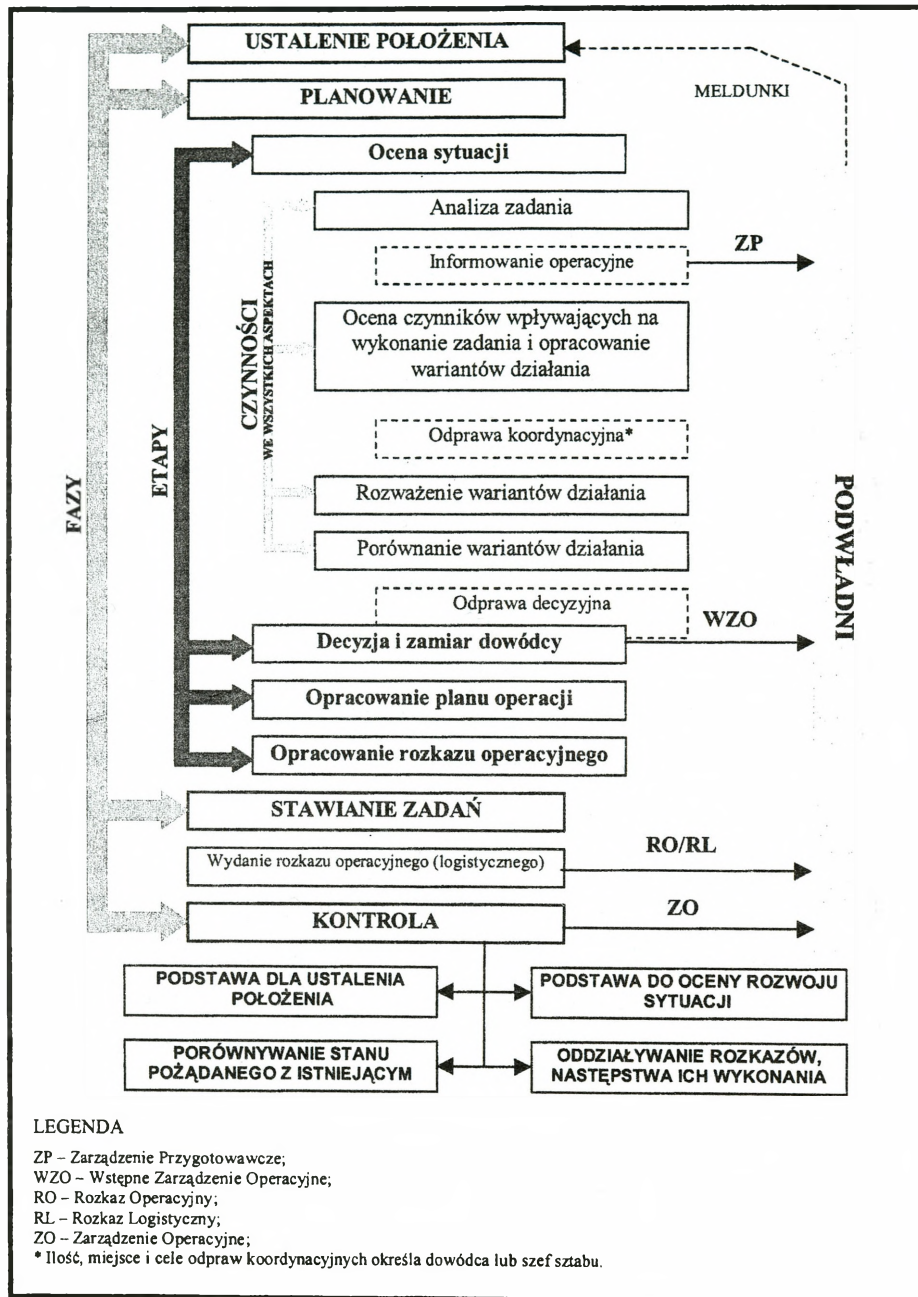 USTALENIE POŁOŻENIA
MELDUNKI
PLANOWANIE
Ocena sytuacji
Analiza zadania
ZP
Informowanie operacyjne
Ocena czynników wpływających na
wykonanie zadania i opracowanie
wariantów działania
CZYNNOŚCI
WE WSZYSTKICH ASPEKTACH
Odprawa koordynacyjna*
ETAPY
FAZY
Rozważenie wariantów działania
PODWŁADNI
Porównanie wariantów działania
Odprawa decyzyjna
WZO
Decyzja i zamiar dowódcy
Opracowanie planu operacji
Opracowanie rozkazu operacyjnego
STAWIANIE ZADAŃ
RO/RL
Wydanie rozkazu operacyjnego (logistycznego)
ZO
KONTROLA
PODSTAWA DLA USTALENIA
POŁOŻENIA
PODSTAWA DO OCENY ROZWOJU
SYTUACJI
PORÓWNYWANIE STANU
POŻĄDANEGO Z ISTNIEJĄCYM
ODDZIAŁYWANIE ROZKAZÓW,
NASTĘPSTWA ICH WYKONANIA
LEGENDA
ZP – Zarządzenie Przygotowawcze;
WZO – Wstępne Zarządzenie Operacyjne;
RO – Rozkaz Operacyjny;
RL – Rozkaz Logistyczny;
ZO – Zarządzenie Operacyjne;
* Ilość, miejsce i cele odpraw koordynacyjnych określa dowódca lub szef sztabu.